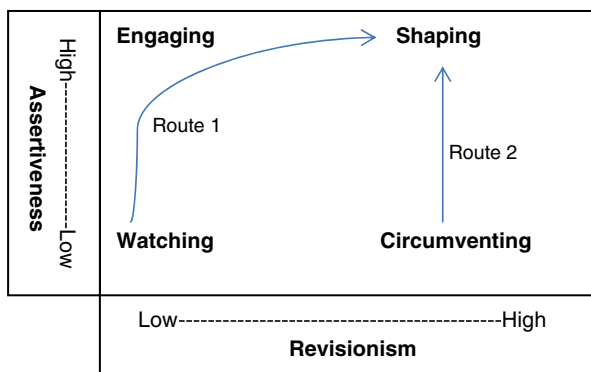 Engaging Shaping
Route 1
Route 2
Watching Circumventing
Assertiveness
Low--------------------High
Low-----------------------------------High
Revisionism